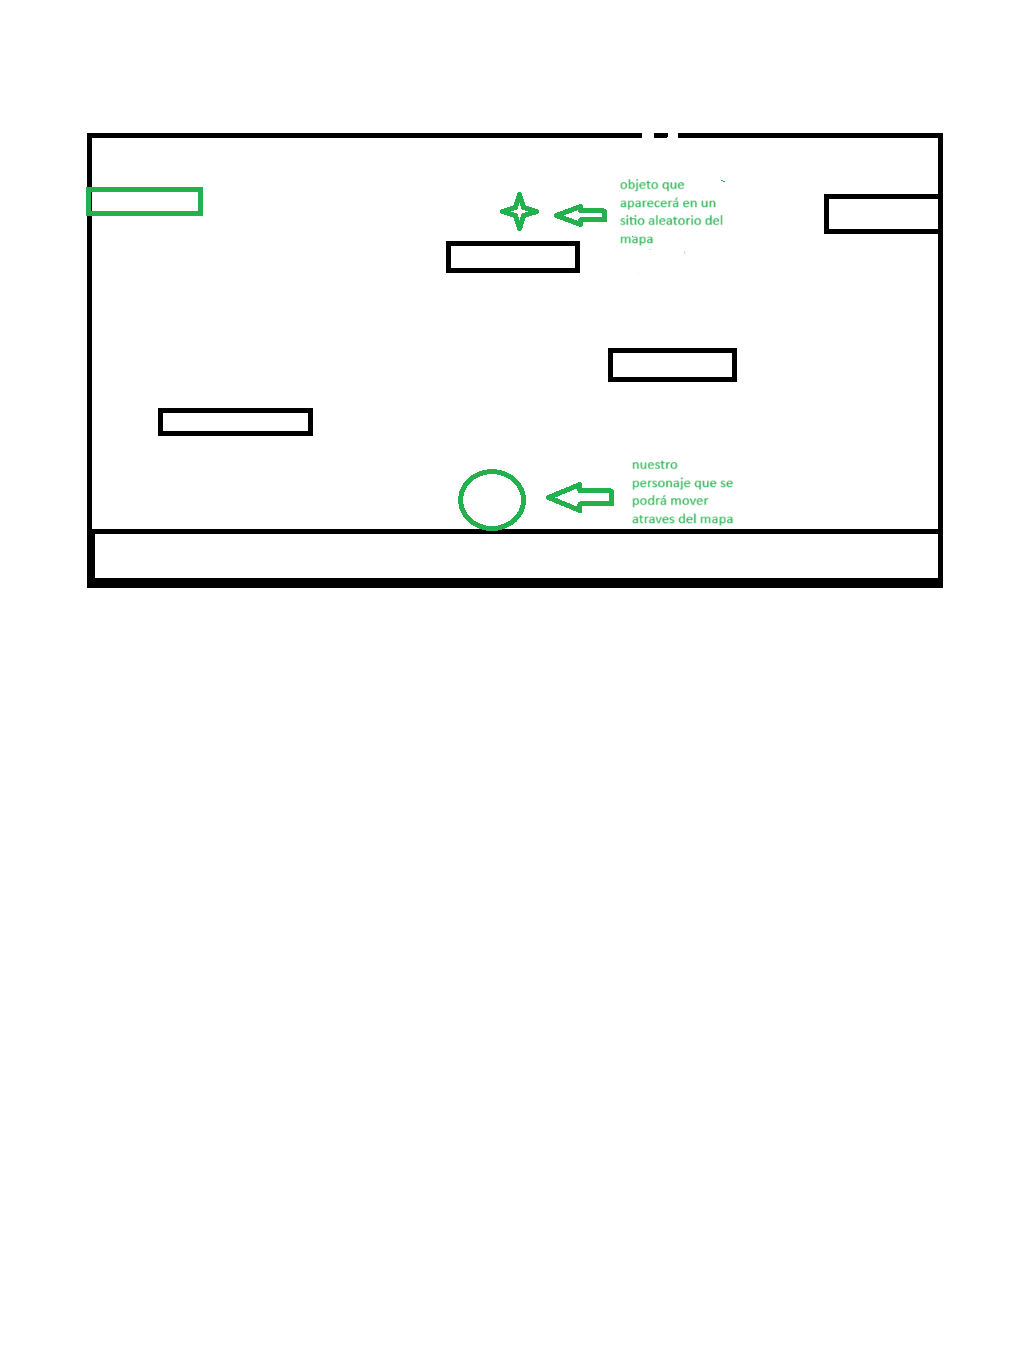 objeto que
aparecerá en un
sitio aleatorio del
mapa
nuestro
personaje que se
podrá mover
atraves del mapa